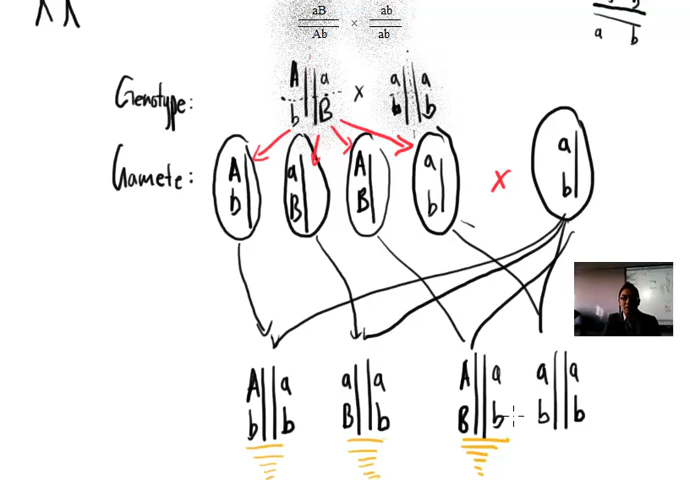 aB ab
× 
Ab ab
a b
A a a a
Genotype: x
b B b b
Gamete: A a A a x a
b B B b b
A a a a A a a a
b b B b B b b b